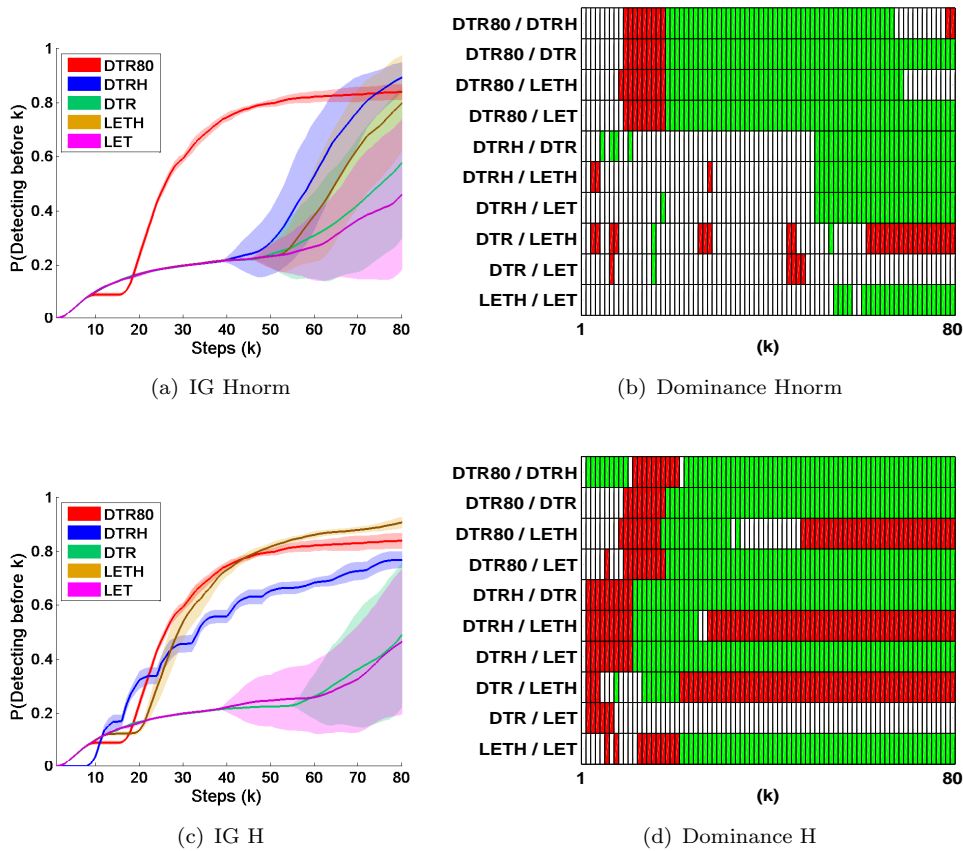 P(Detecting before k)
1
0.8
0.6
0.4
0.2
0
DTR80
DTRH
DTR
LETH
LET
10 20 30 40 50 60 70 80
Steps (k)
(a) IG Hnorm
DTR80 / DTRH
DTR80 / DTR
DTR80 / LETH
DTR80 / LET
DTRH / DTR
DTRH / LETH
DTRH / LET
DTR / LETH
DTR / LET
LETH / LET
1 80
(k)
(b) Dominance Hnorm
P(Detecting before k)
1
0.8
0.6
0.4
0.2
0
DTR80
DTRH
DTR
LETH
LET
10 20 30 40 50 60 70 80
Steps (k)
(c) IG H
DTR80 / DTRH
DTR80 / DTR
DTR80 / LETH
DTR80 / LET
DTRH / DTR
DTRH / LETH
DTRH / LET
DTR / LETH
DTR / LET
LETH / LET
1 80
(k)
(d) Dominance H